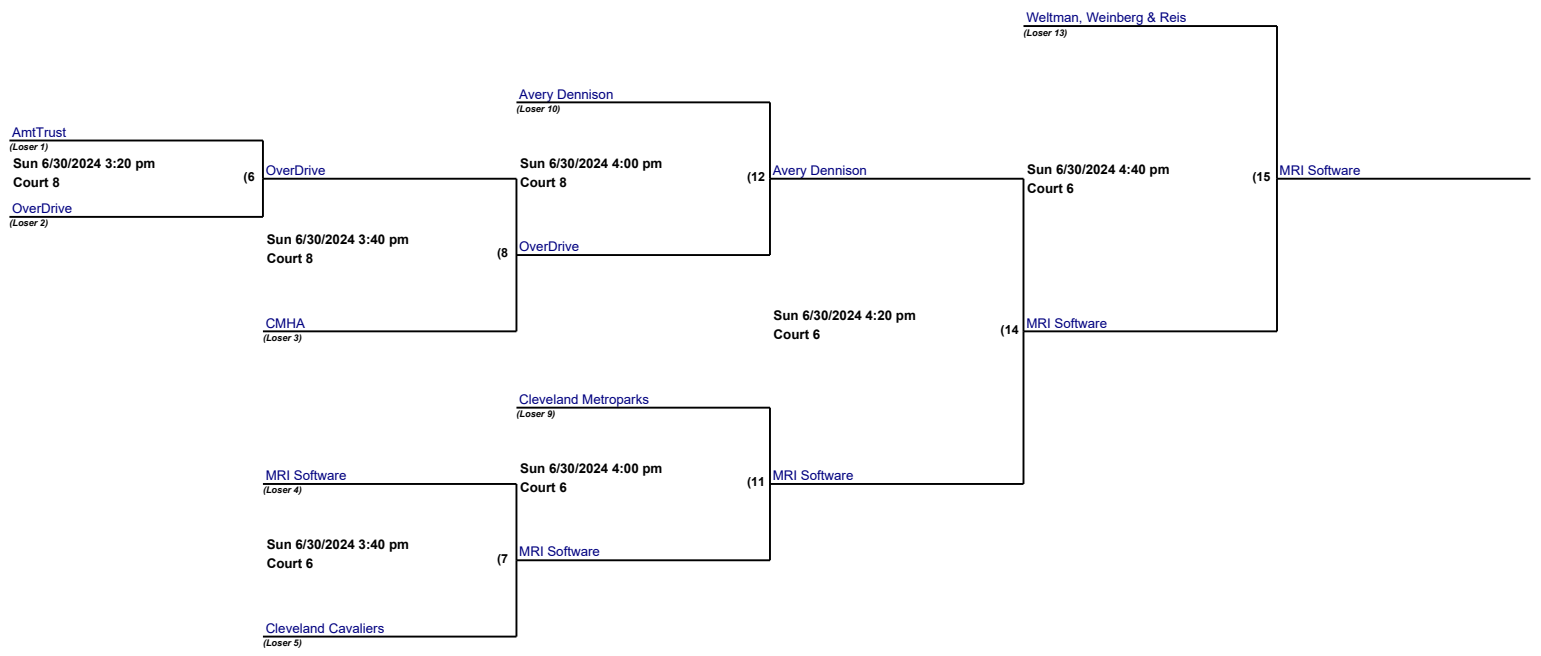 Weltman, Weinberg & Reis
(Loser 13)
Avery Dennison
(Loser 10)
AmtTrust
(Loser 1)
Sun 6/30/2024 3:20 pm
Court 8
(6
OverDrive
Sun 6/30/2024 4:00 pm
Court 8
(12
Avery Dennison
Sun 6/30/2024 4:40 pm
Court 6
(15
MRI Software
OverDrive
(Loser 2)
Sun 6/30/2024 3:40 pm
Court 8
(8
OverDrive
CMHA
(Loser 3)
Sun 6/30/2024 4:20 pm
Court 6
(14
MRI Software
Cleveland Metroparks
(Loser 9)
MRI Software
(Loser 4)
Sun 6/30/2024 4:00 pm
Court 6
(11
MRI Software
Sun 6/30/2024 3:40 pm
Court 6
(7
MRI Software
Cleveland Cavaliers
(Loser 5)